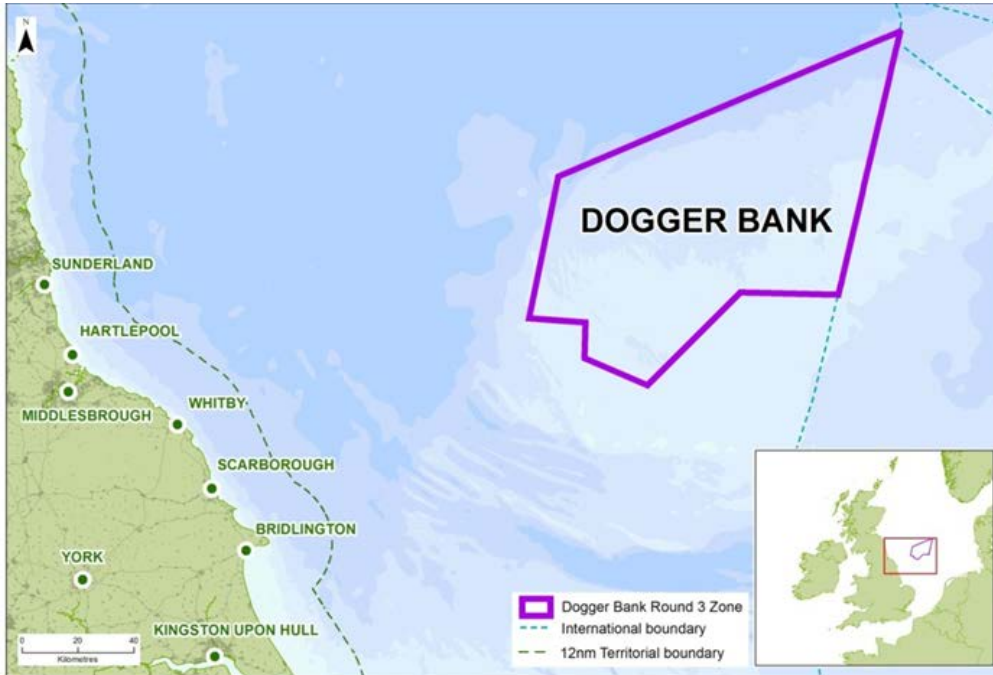 N
DOGGER BANK
SUNDERLAND
HARTLEPOOL
MIDDLESBROUGH
WHITBY
SCARBOROUGH
BRIDLINGTON
YORK
KINGSTON UPON HULL
0 20 40
Kilometres
Dogger Bank Round 3 Zone
International boundary
12nm Territorial boundary